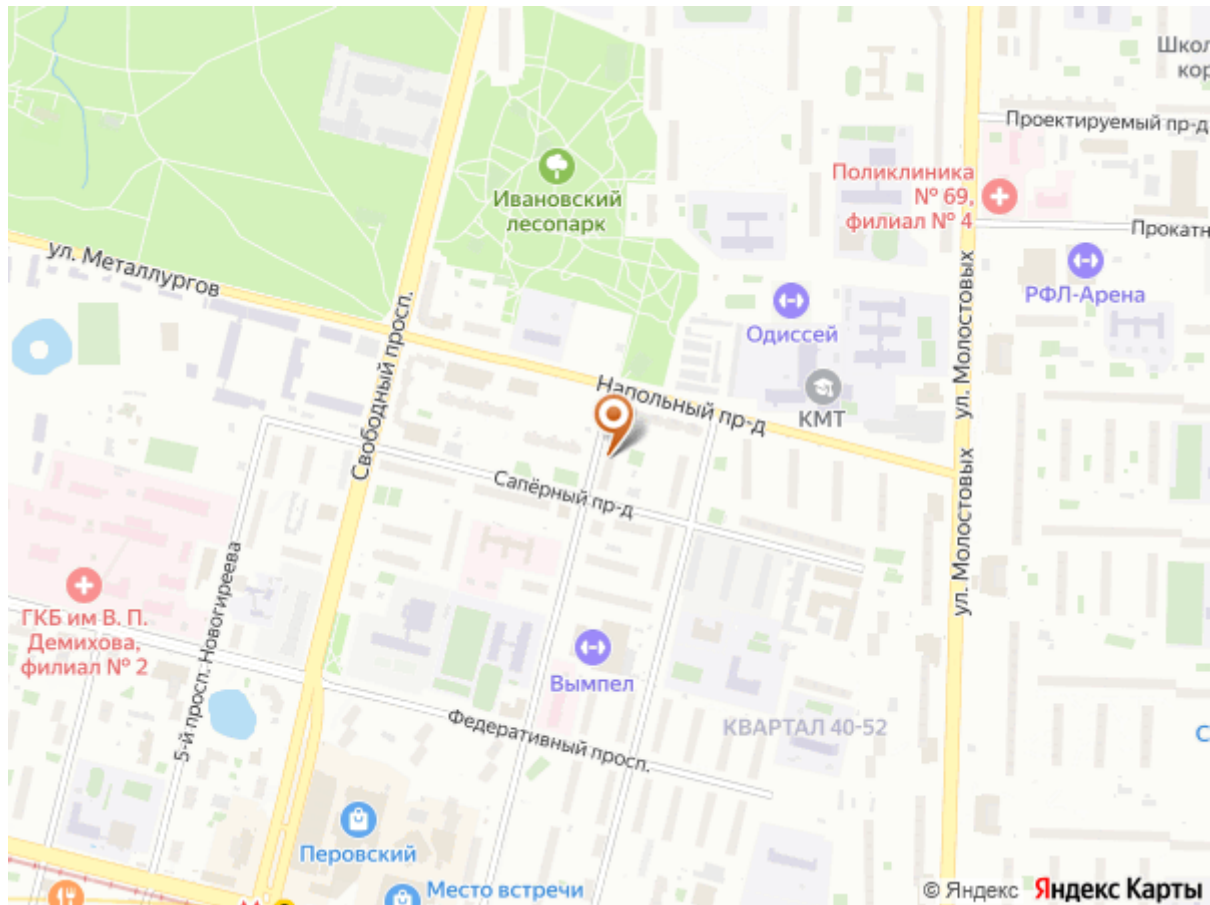 Школ
кор
Проектируемый пр-д
Поликлиника
№ 69,
филиал № 4
Ивановский
лесопарк
Прокатн
ул. Металлургов
РФЛ-Арена
Одиссей
ул. Молостовых
Свободный просп.
Напольный пр-д
КМТ
Сапёрный пр-д
ул. Молостовых
5-й просп. Новогиреева
ГКБ им В. П.
Демихова,
филиал № 2
Вымпел
Федеративный просп.
КВАРТАЛ 40-52
С
Перовский
Место встречи
© Яндекс Яндекс Карты